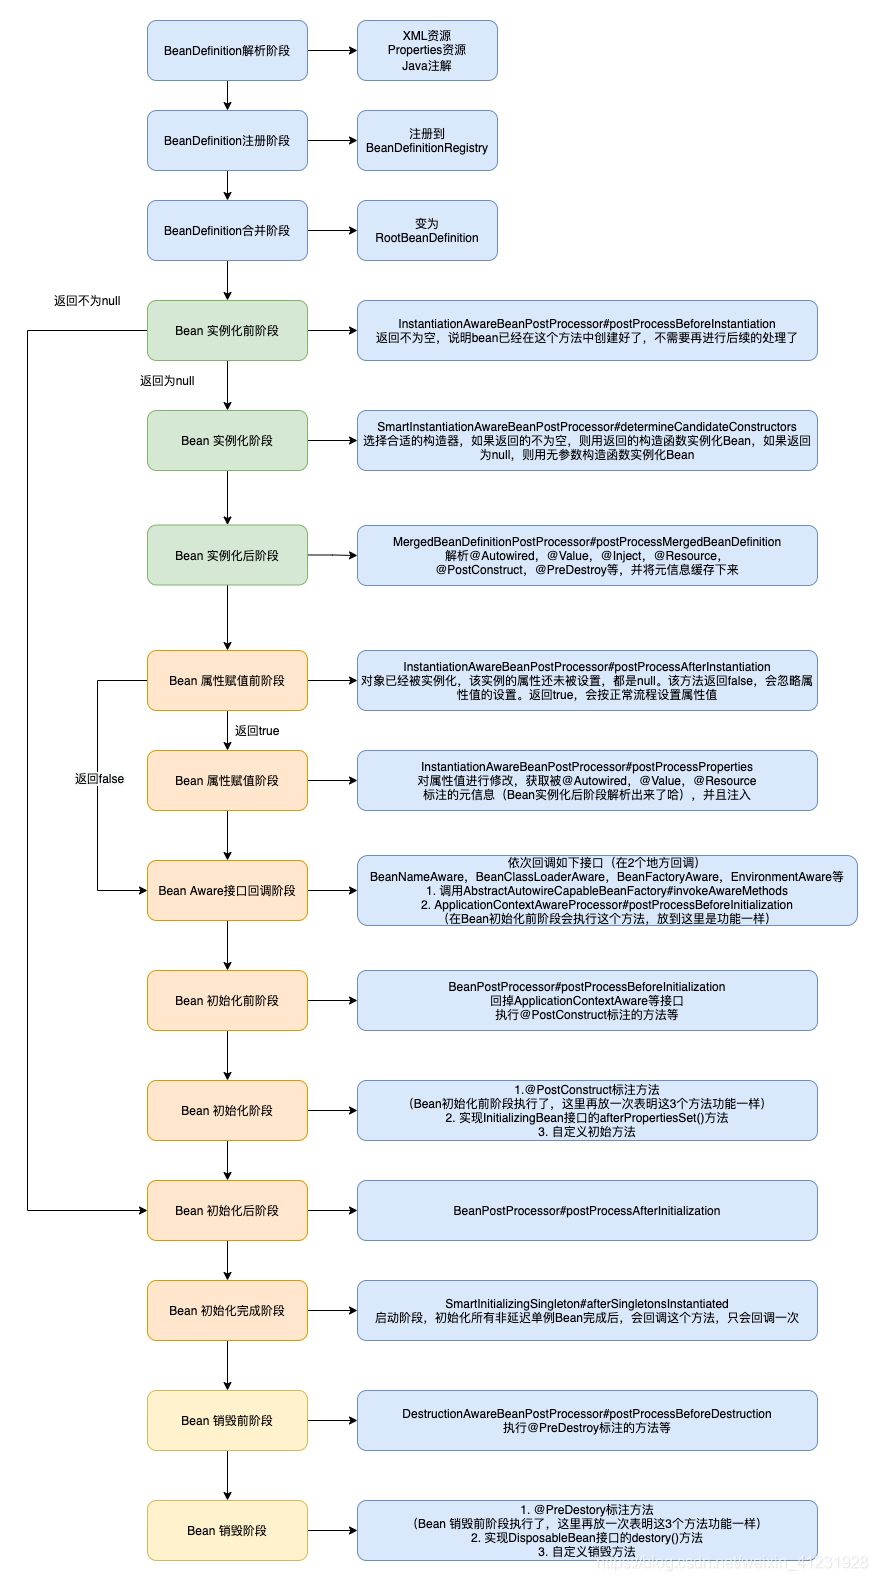 BeanDefinition解析阶段
XML资源
Properties资源
Java注解
BeanDefinition注册阶段
注册到
BeanDefinitionRegistry
BeanDefinition合并阶段
变为
RootBeanDefinition
返回不为null
Bean 实例化前阶段
InstantiationAwareBeanPostProcessor#postProcessBeforeInstantiation
返回不为空，说明bean已经在这个方法中创建好了，不需要再进行后续的处理了
返回为null
Bean 实例化阶段
SmartInstantiationAwareBeanPostProcessor#determineCandidateConstructors
选择合适的构造器，如果返回的不为空，则用返回的构造函数实例化Bean，如果返回
为null，则用无参数构造函数实例化Bean
Bean 实例化后阶段
MergedBeanDefinitionPostProcessor#postProcessMergedBeanDefinition
解析@Autowired，@Value，@Inject，@Resource，
@PostConstruct，@PreDestroy等，并将元信息缓存下来
Bean 属性赋值前阶段
InstantiationAwareBeanPostProcessor#postProcessAfterInstantiation
对象已经被实例化，该实例的属性还未被设置，都是null。该方法返回false，会忽略属
性值的设置。返回true，会按正常流程设置属性值
返回true
返回false
Bean 属性赋值阶段
InstantiationAwareBeanPostProcessor#postProcessProperties
对属性值进行修改，获取被@Autowired，@Value，@Resource
标注的元信息（Bean实例化后阶段解析出来了哈），并且注入
Bean Aware接口回调阶段
依次回调如下接口（在2个地方回调）
BeanNameAware，BeanClassLoaderAware，BeanFactoryAware，EnvironmentAware等
1. 调用AbstractAutowireCapableBeanFactory#invokeAwareMethods
2. ApplicationContextAwareProcessor#postProcessBeforeInitialization
（在Bean初始化前阶段会执行这个方法，放到这里是功能一样）
Bean 初始化前阶段
BeanPostProcessor#postProcessBeforeInitialization
回掉ApplicationContextAware等接口
执行@PostConstruct标注的方法等
Bean 初始化阶段
1.@PostConstruct标注方法
（Bean初始化前阶段执行了，这里再放一次表明这3个方法功能一样）
2. 实现InitializingBean接口的afterPropertiesSet()方法
3. 自定义初始方法
Bean 初始化后阶段
BeanPostProcessor#postProcessAfterInitialization
Bean 初始化完成阶段
SmartInitializingSingleton#afterSingletonsInstantiated
启动阶段，初始化所有非延迟单例Bean完成后，会回调这个方法，只会回调一次
Bean 销毁前阶段
DestructionAwareBeanPostProcessor#postProcessBeforeDestruction
执行@PreDestroy标注的方法等
Bean 销毁阶段
1. @PreDestory标注方法
（Bean 销毁前阶段执行了，这里再放一次表明这3个方法功能一样）
2. 实现DisposableBean接口的destory()方法
3. 自定义销毁方法
https://blog.csdn.net/weixin_41231928